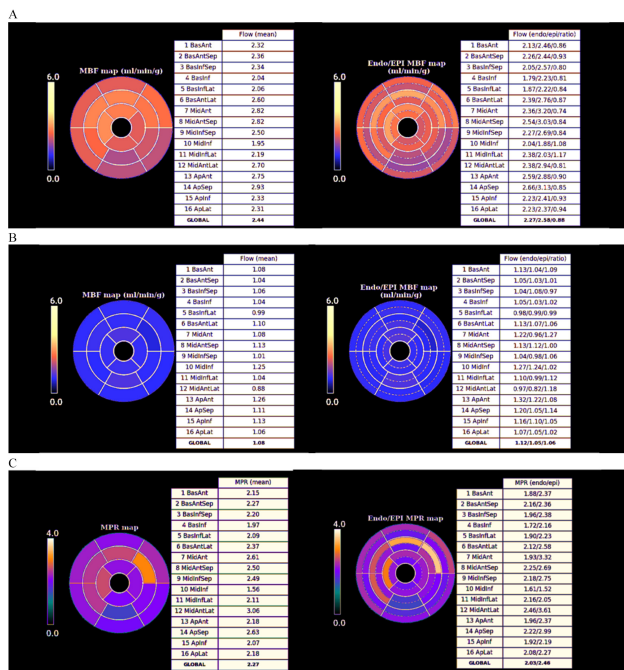 A
MBF map (ml/min/g)
6.0
0.0
Flow (mean)
1 BasAnt 2.32
2 BasAntSep 2.36
3 BasInfSep 2.34
4 BasInf 2.04
5 BasInfLat 2.06
6 BasAntLat 2.60
7 MidAnt 2.82
8 MidAntSep 2.82
9 MidInfSep 2.50
10 MidInf 1.95
11 MidInfLat 2.19
12 MidAntLat 2.70
13 ApAnt 2.75
14 ApSep 2.93
15 ApInf 2.33
16 ApLat 2.31
GLOBAL 2.44
Endo/EPI MBF map
(ml/min/g)
6.0
0.0
Flow (endo/epi/ratio)
1 BasAnt 2.13/2.46/0.86
2 BasAntSep 2.26/2.44/0.93
3 BasInfSep 2.05/2.57/0.80
4 BasInf 1.79/2.23/0.81
5 BasInfLat 1.87/2.22/0.84
6 BasAntLat 2.39/2.76/0.87
7 MidAnt 2.36/3.20/0.74
8 MidAntSep 2.54/3.03/0.84
9 MidInfSep 2.27/2.69/0.84
10 MidInf 2.04/1.88/1.08
11 MidInfLat 2.38/2.03/1.17
12 MidAntLat 2.38/2.94/0.81
13 ApAnt 2.59/2.88/0.90
14 ApSep 2.66/3.13/0.85
15 ApInf 2.23/2.41/0.93
16 ApLat 2.23/2.37/0.94
GLOBAL 2.27/2.58/0.88
B
MBF map (ml/min/g)
6.0
0.0
Flow (mean)
1 BasAnt 1.08
2 BasAntSep 1.04
3 BasInfSep 1.06
4 BasInf 1.04
5 BasInfLat 0.99
6 BasAntLat 1.10
7 MidAnt 1.08
8 MidAntSep 1.13
9 MidInfSep 1.01
10 MidInf 1.25
11 MidInfLat 1.04
12 MidAntLat 0.88
13 ApAnt 1.26
14 ApSep 1.11
15 ApInf 1.13
16 ApLat 1.06
GLOBAL 1.08
Endo/EPI MBF map
(ml/min/g)
6.0
0.0
Flow (endo/epi/ratio)
1 BasAnt 1.13/1.04/1.09
2 BasAntSep 1.05/1.03/1.01
3 BasInfSep 1.04/1.08/0.97
4 BasInf 1.05/1.03/1.02
5 BasInfLat 0.98/0.99/0.99
6 BasAntLat 1.13/1.07/1.06
7 MidAnt 1.22/0.96/1.27
8 MidAntSep 1.13/1.12/1.00
9 MidInfSep 1.04/0.98/1.06
10 MidInf 1.27/1.24/1.02
11 MidInfLat 1.10/0.99/1.12
12 MidAntLat 0.97/0.82/1.18
13 ApAnt 1.32/1.22/1.08
14 ApSep 1.20/1.05/1.14
15 ApInf 1.16/1.10/1.05
16 ApLat 1.07/1.05/1.02
GLOBAL 1.12/1.05/1.06
C
MPR map
4.0
0.0
MPR (mean)
1 BasAnt 2.15
2 BasAntSep 2.27
3 BasInfSep 2.20
4 BasInf 1.97
5 BasInfLat 2.09
6 BasAntLat 2.37
7 MidAnt 2.61
8 MidAntSep 2.50
9 MidInfSep 2.49
10 MidInf 1.56
11 MidInfLat 2.11
12 MidAntLat 3.06
13 ApAnt 2.18
14 ApSep 2.63
15 ApInf 2.07
16 ApLat 2.18
GLOBAL 2.27
Endo/EPI MPR map
4.0
0.0
MPR (endo/epi)
1 BasAnt 1.88/2.37
2 BasAntSep 2.16/2.36
3 BasInfSep 1.96/2.38
4 BasInf 1.72/2.16
5 BasInfLat 1.90/2.23
6 BasAntLat 2.12/2.58
7 MidAnt 1.93/3.32
8 MidAntSep 2.25/2.69
9 MidInfSep 2.18/2.75
10 MidInf 1.61/1.52
11 MidInfLat 2.16/2.05
12 MidAntLat 2.46/3.61
13 ApAnt 1.96/2.37
14 ApSep 2.22/2.99
15 ApInf 1.92/2.19
16 ApLat 2.08/2.27
GLOBAL 2.03/2.48